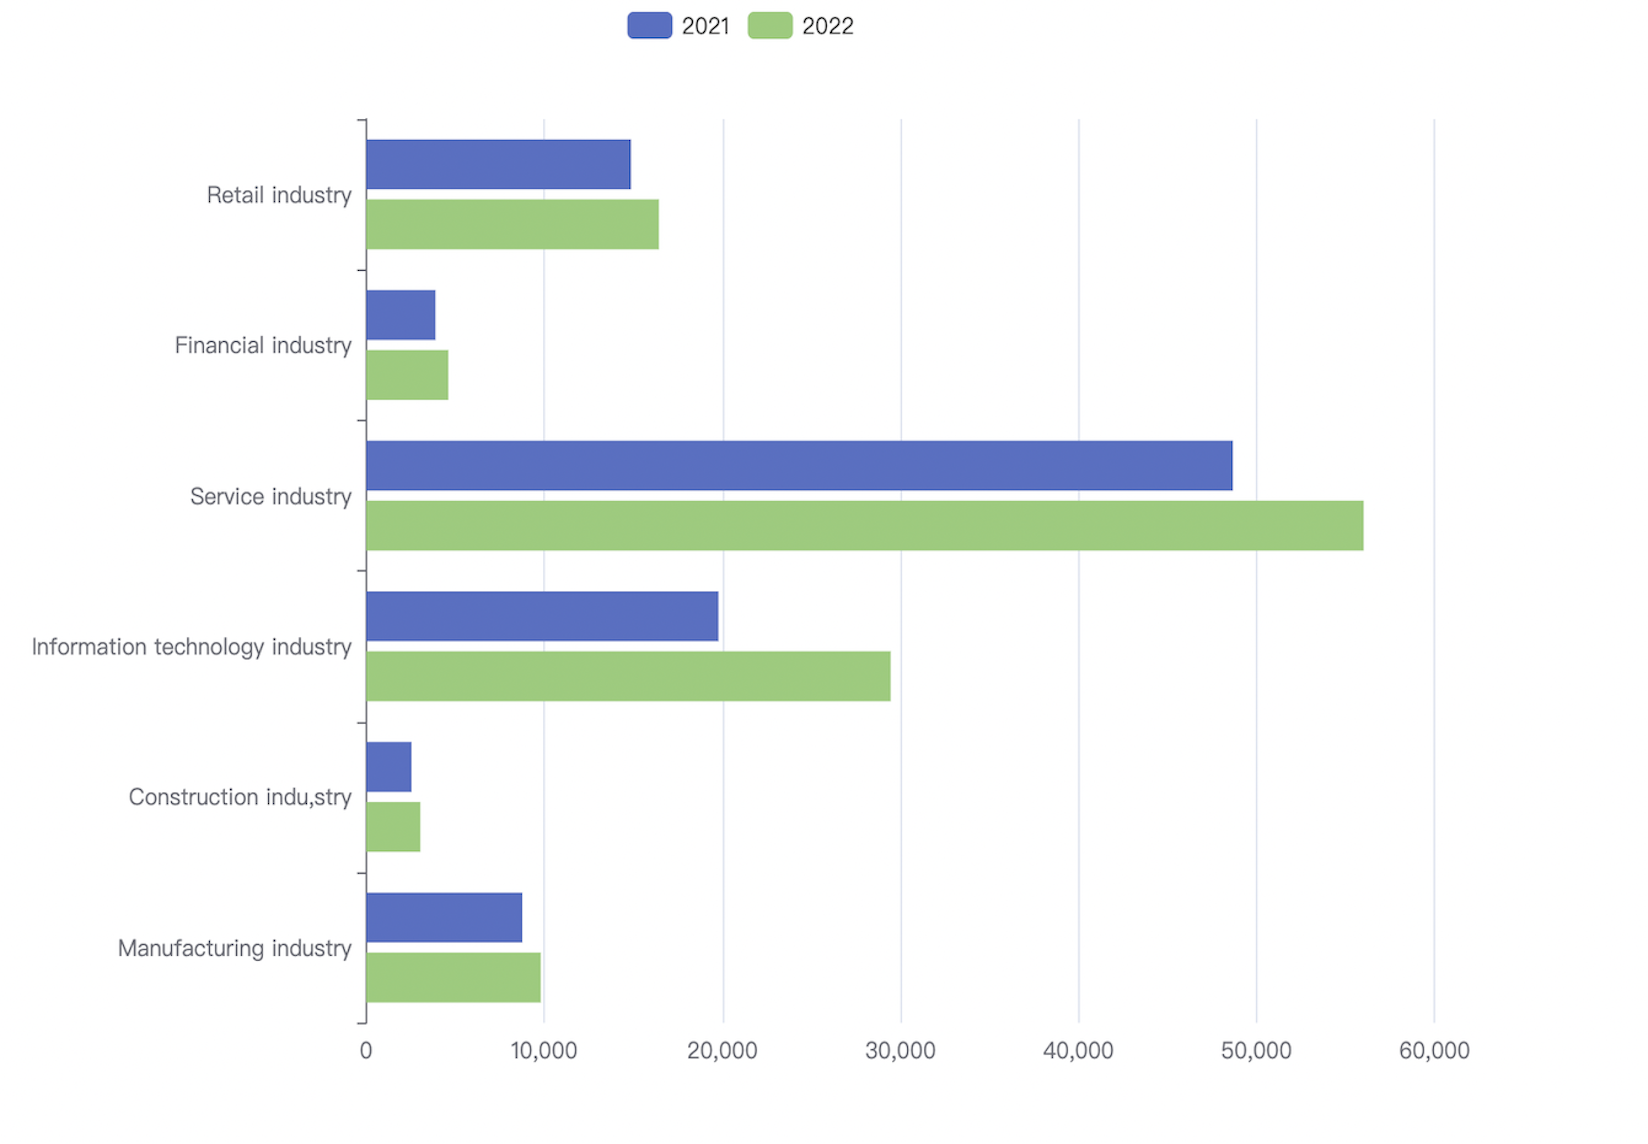 2021 2022
Retail industry
Financial industry
Service industry
Information technology industry
Construction indu,stry
Manufacturing industry
0 10,000 20,000 30,000 40,000 50,000 60,000